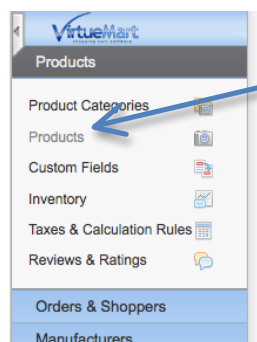 VirtueMart
shopping cart software
Products
Product Categories
Products
Custom Fields
Inventory
Taxes & Calculation Rules
Reviews & Ratings
Orders & Shoppers
Manufacturers